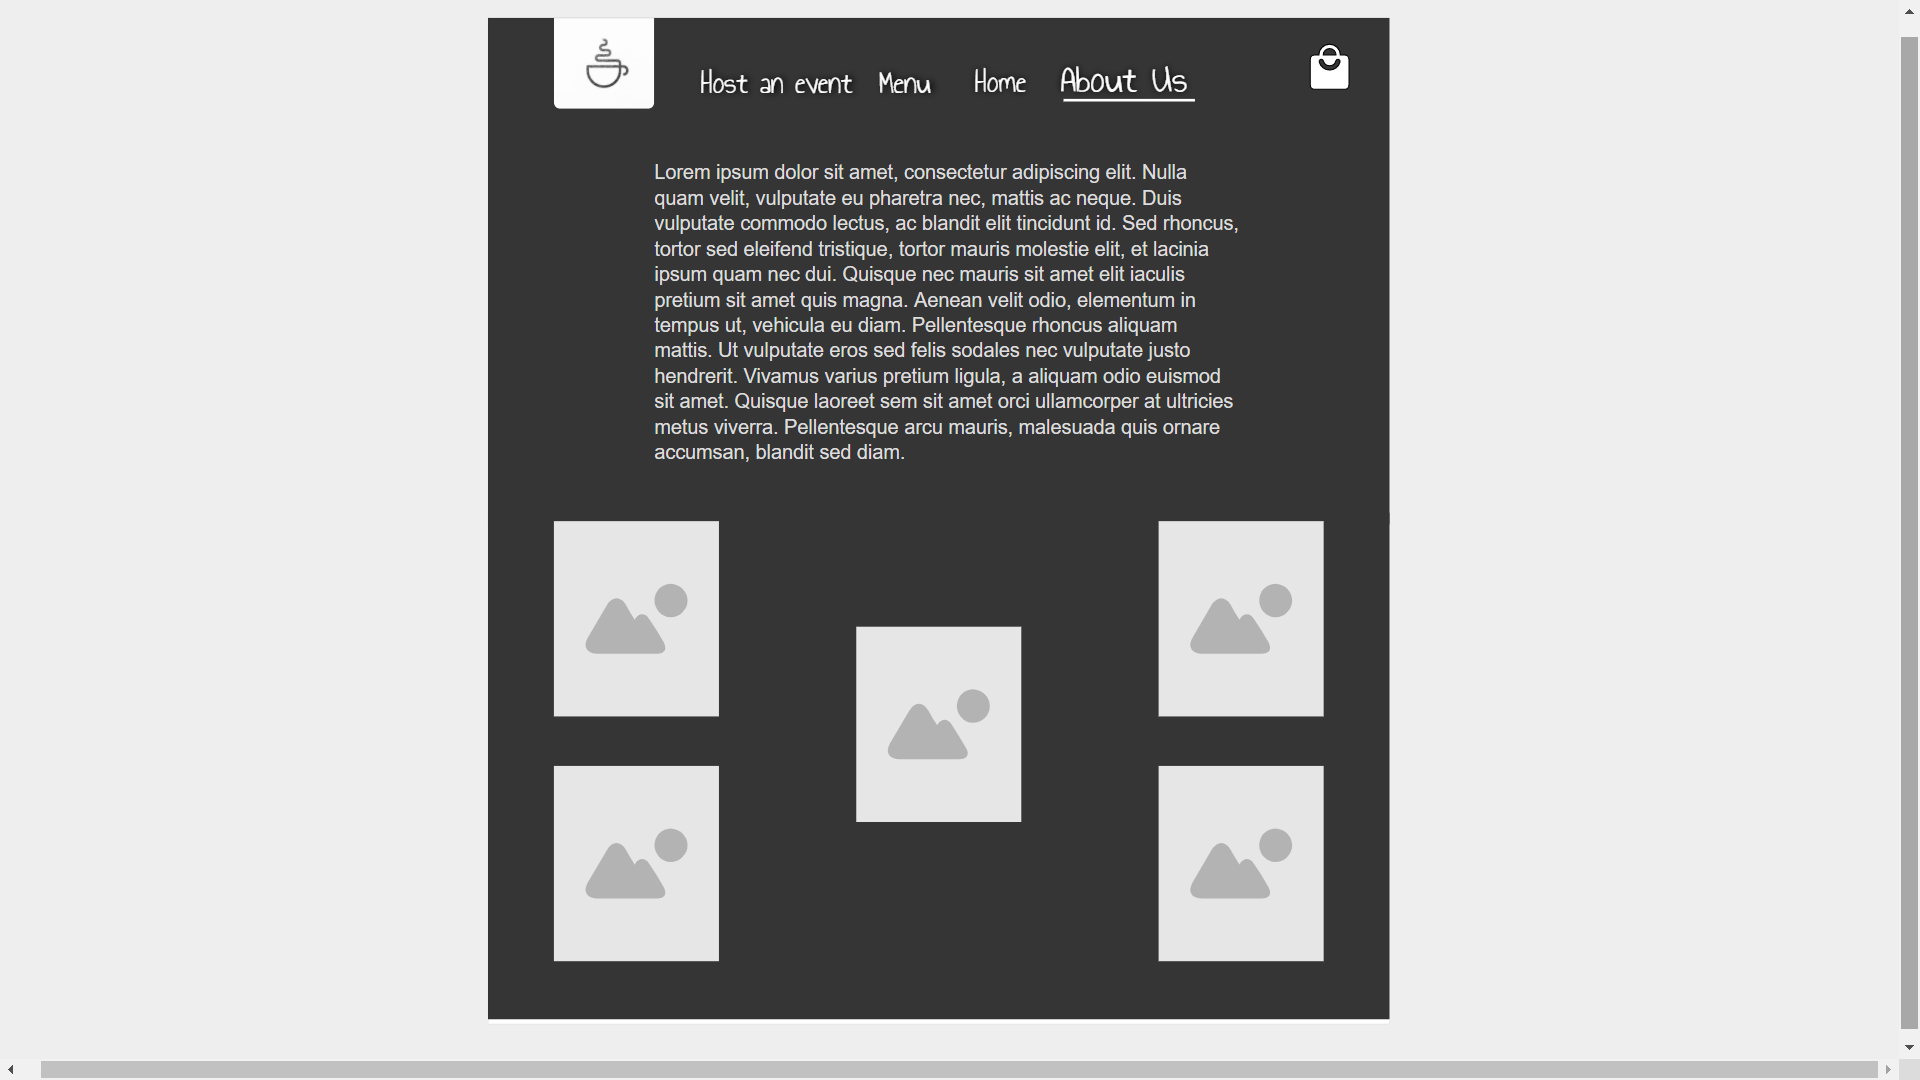 Host an event Menu Home About Us
Lorem ipsum dolor sit amet, consectetur adipiscing elit. Nulla
quam velit, vulputate eu pharetra nec, mattis ac neque. Duis
vulputate commodo lectus, ac blandit elit tincidunt id. Sed rhoncus,
tortor sed eleifend tristique, tortor mauris molestie elit, et lacinia
ipsum quam nec dui. Quisque nec mauris sit amet elit iaculis
pretium sit amet quis magna. Aenean velit odio, elementum in
tempus ut, vehicula eu diam. Pellentesque rhoncus aliquam
mattis. Ut vulputate eros sed felis sodales nec vulputate justo
hendrerit. Vivamus varius pretium ligula, a aliquam odio euismod
sit amet. Quisque laoreet sem sit amet orci ullamcorper at ultricies
metus viverra. Pellentesque arcu mauris, malesuada quis ornare
accumsan, blandit sed diam.